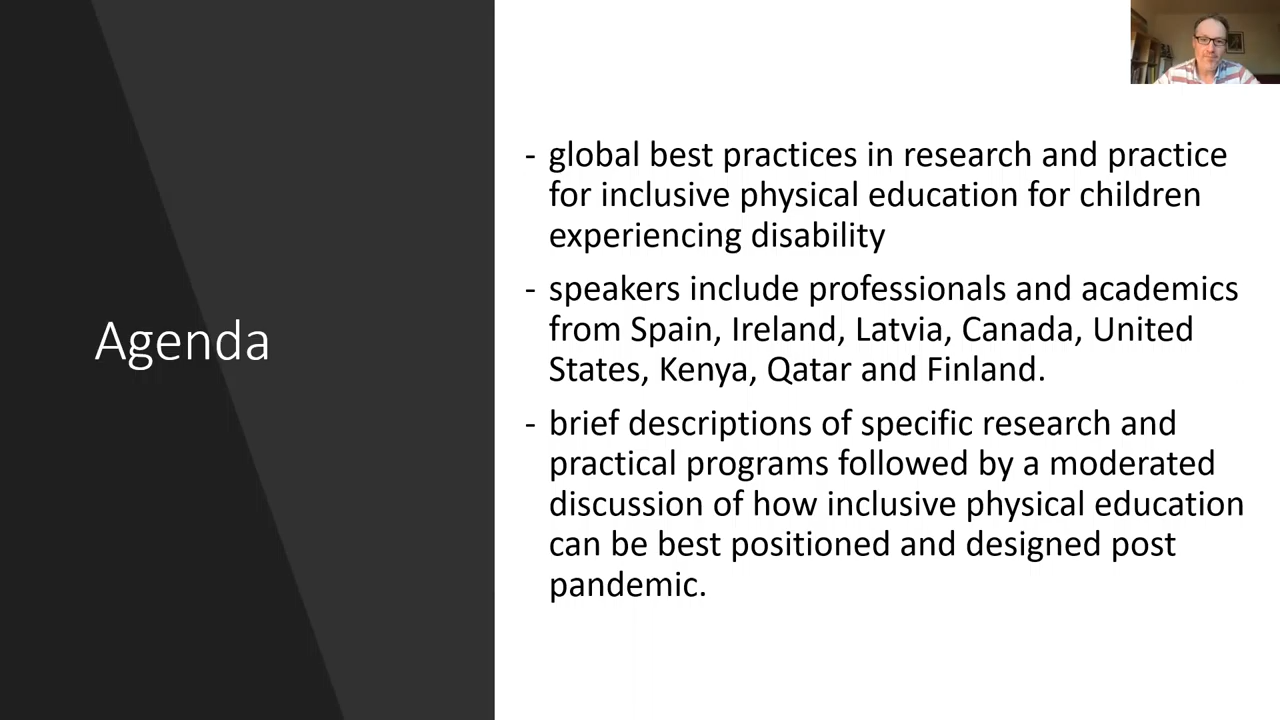 Agenda
- global best practices in research and practice
for inclusive physical education for children
experiencing disability
- speakers include professionals and academics
from Spain, Ireland, Latvia, Canada, United
States, Kenya, Qatar and Finland.
- brief descriptions of specific research and
practical programs followed by a moderated
discussion of how inclusive physical education
can be best positioned and designed post
pandemic.